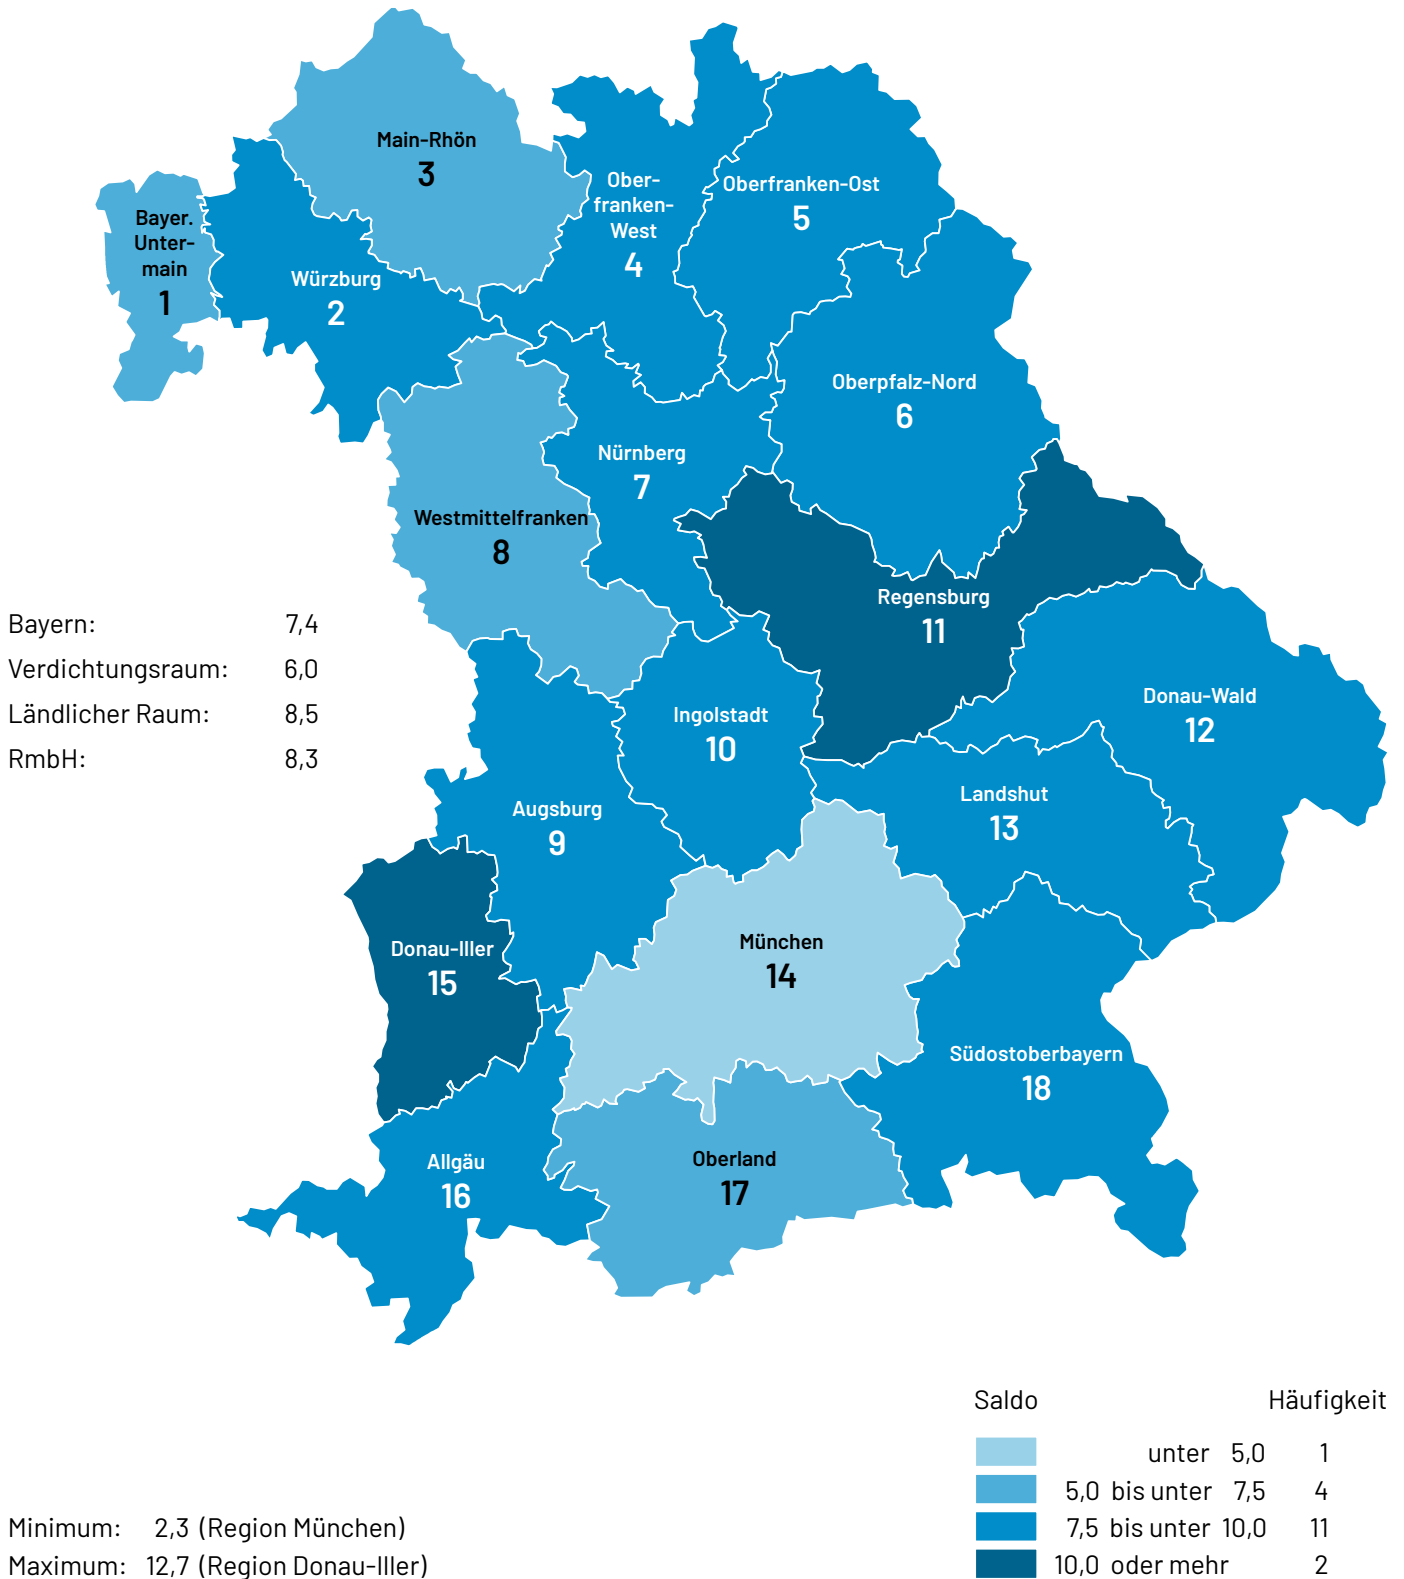 Main-Rhön
3
Bayer.
Unter-
main
1
Würzburg
2
Ober-
franken-
West
4
Oberfranken-Ost
5
Oberpfalz-Nord
6
Nürnberg
7
Westmittelfranken
8
Regensburg
11
Bayern: 7,4
Verdichtungsraum: 6,0
Ländlicher Raum: 8,5
RmbH: 8,3
Donau-Wald
12
Ingolstadt
10
Landshut
13
Augsburg
9
Donau-Iller
15
München
14
Südostoberbayern
18
Allgäu
16
Oberland
17
Saldo Häufigkeit
unter 5,0 1
5,0 bis unter 7,5 4
7,5 bis unter 10,0 11
10,0 oder mehr 2
Minimum: 2,3 (Region München)
Maximum: 12,7 (Region Donau-Iller)